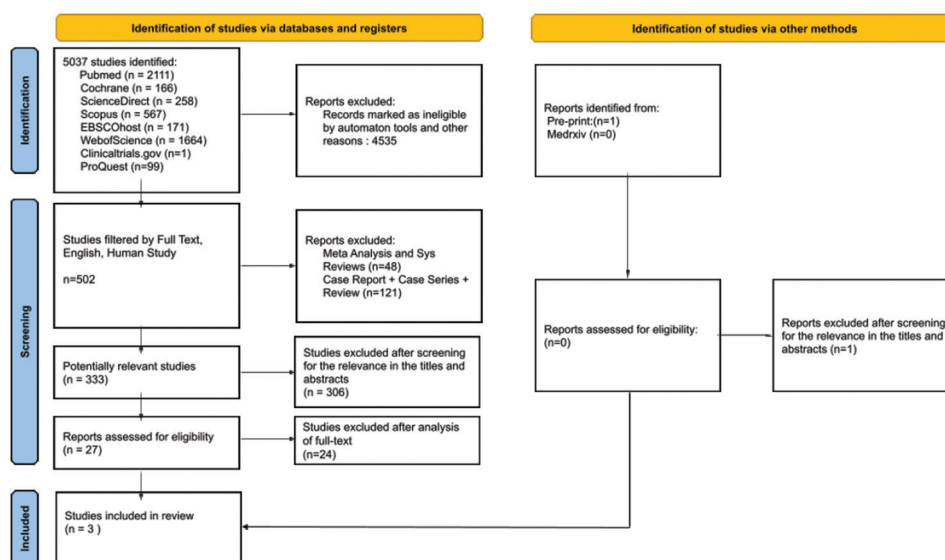 Identification of studies via databases and registers
Identification of studies via other methods
Identification
5037 studies identified:
Pubmed (n = 2111)
Cochrane (n = 166)
ScienceDirect (n = 258)
Scopus (n = 567)
EBSCOhost (n = 171)
WebofScience (n = 1664)
Clinicaltrials.gov (n=1)
ProQuest (n=99)
Reports excluded:
Records marked as ineligible
by automaton tools and other
reasons : 4535
Reports identified from:
Pre-print:(n=1)
Medrxiv (n=0)
Screening
Studies filtered by Full Text,
English, Human Study
n=502
Reports excluded:
Meta Analysis and Sys
Reviews (n=48)
Case Report + Case Series +
Review (n=121)
Potentially relevant studies
(n = 333)
Studies excluded after screening
for the relevance in the titles and
abstracts
(n = 306)
Reports assessed for eligibility:
(n=0)
Reports excluded after screening
for the relevance in the titles and
abstracts (n=1)
Reports assessed for eligibility
(n = 27)
Studies excluded after analysis
of full-text
(n=24)
Included
Studies included in review
(n = 3 )